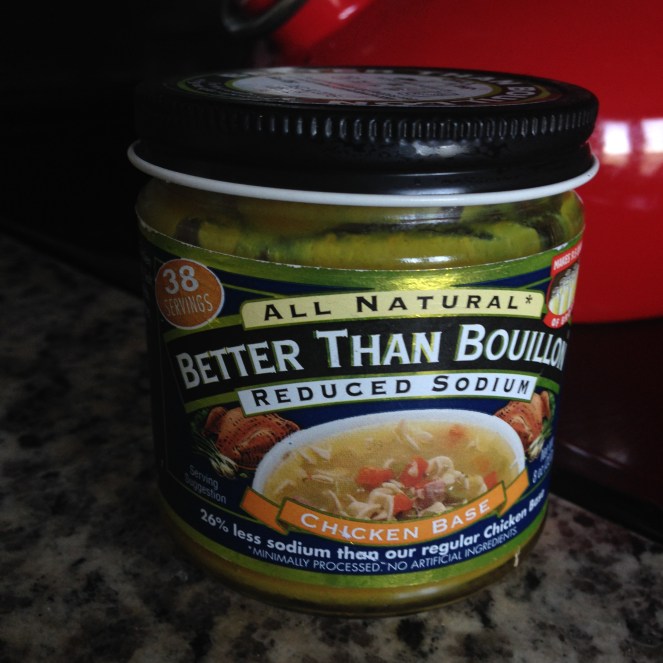 38
SERVINGS
ALL NATURAL*
BETTER THAN BOUILLON
REDUCED SODIUM
Serving
Suggestion
CHICKEN BASE
26% less sodium than our regular Chicken Base
*MINIMALLY PROCESSED. NO ARTIFICIAL INGREDIENTS